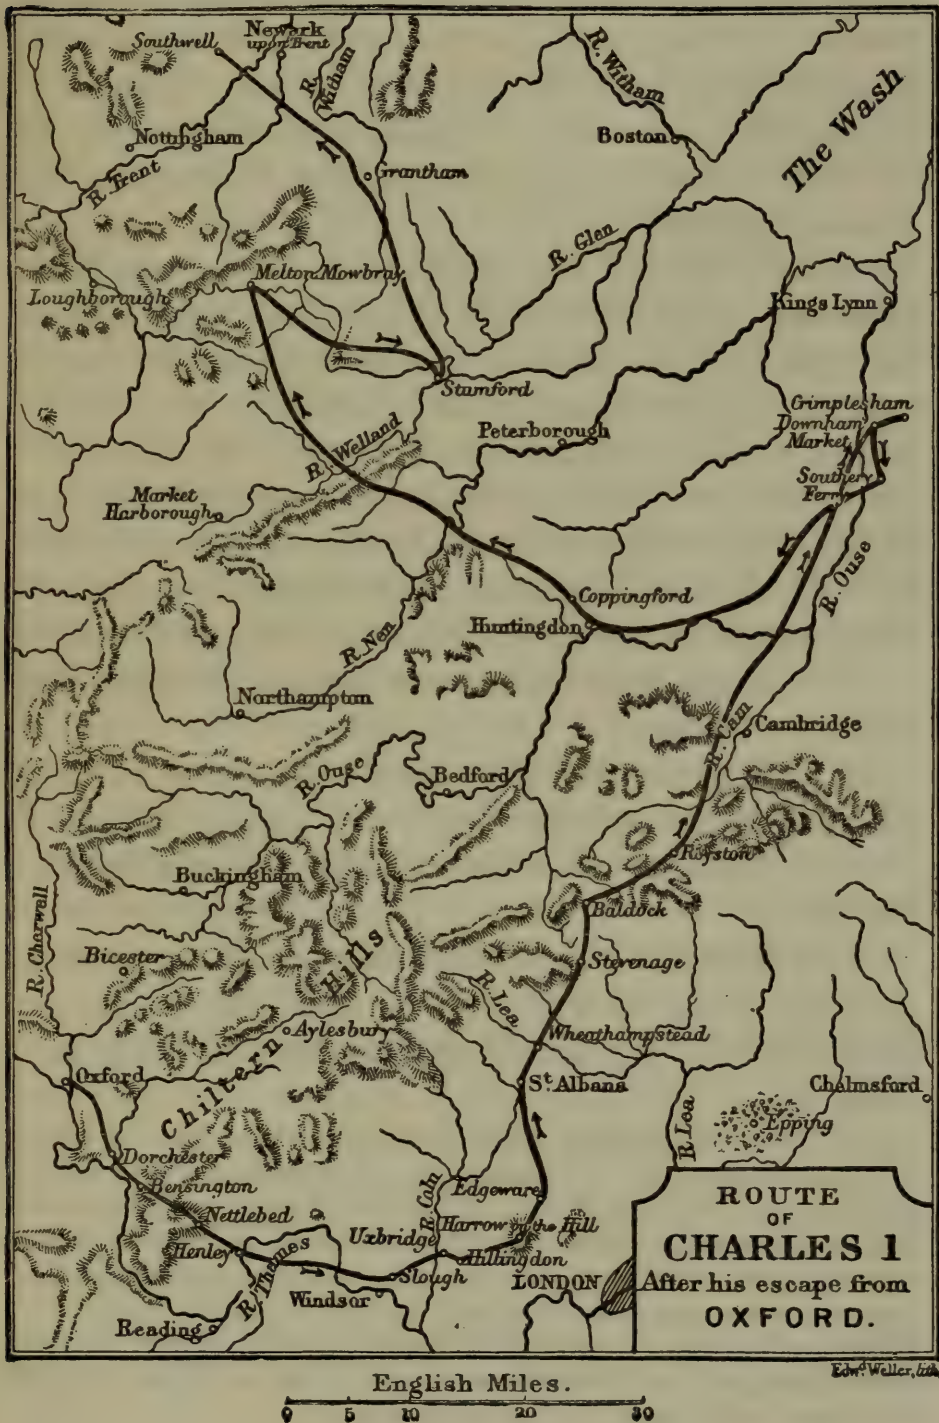 Southwell
Newark
upon Trent
R. Witham
R. Witham
The Wash
Nottingham
Boston
R. Trent
Grantham
R. Glen
Melton Mowbray
Loughborough
Kings Lynn
Stamford
Crimplesham
Downham
Market
Peterborough
R. Welland
Southery
Ferry
Market
Harborough
R. Ouse
Coppingford
Huntingdon
R. Nen
Northampton
R. Cam
Cambridge
R. Ouse
Bedford
Royston
Buckingham
Baldock
R. Charwell
Bicester
Stevenage
R. Lea
Chiltern Hills
Aylesbury
Wheathampstead
Oxford
St. Albans
Chelmsford
R. Lea
Epping
Dorchester
Bensington
Edgeware
R. Coln
Nettlebed
Harrow on the Hill
Uxbridge
Henley
Hillingdon
R. Thames
Slough
LONDON
Windsor
Reading
ROUTE
OF
CHARLES 1
After his escape from
OXFORD.
Edwd. Weller, lith.
English Miles.
0 5 10 20 30